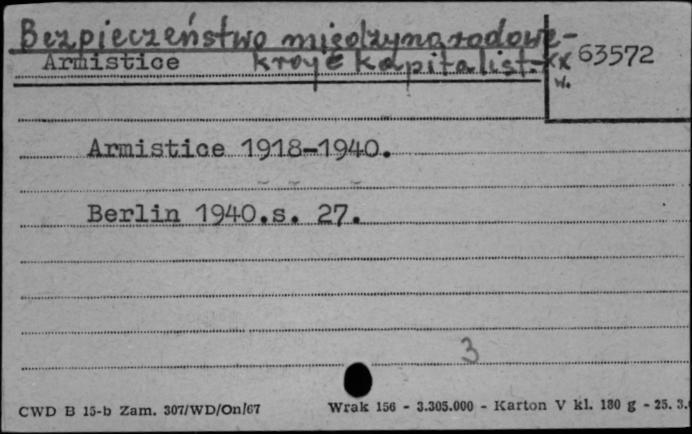 Bezpieczeństwo międzynarodowe-
Armistice kraje kapitalist. XX 63572
w.
Armistice 1918-1940.
Berlin 1940.s. 27.
3
CWD B 15-b Zam. 307/WD/On/67 Wrak 156 - 3.305.000 - Karton V kl. 180 g - 25. 3.